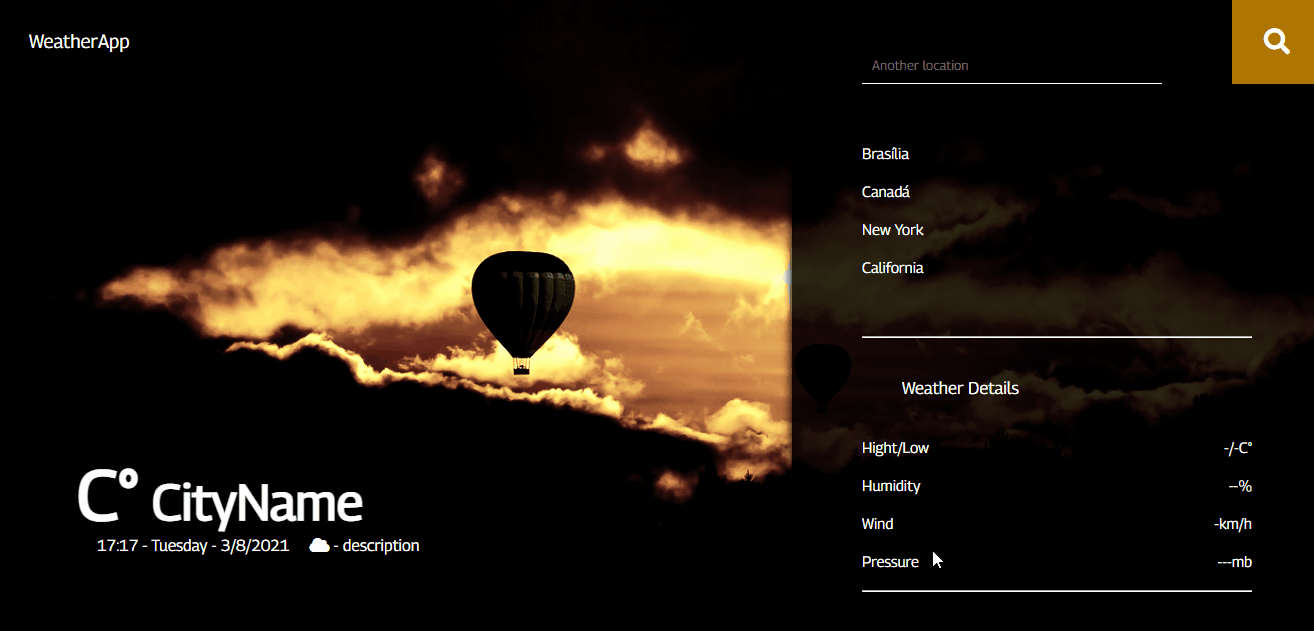 WeatherApp
Another location
Brasília
Canadá
New York
California
Weather Details
Hight/Low -/-C°
Humidity --%
Wind -km/h
Pressure ---mb
C° CityName
17:17 - Tuesday - 3/8/2021 - description